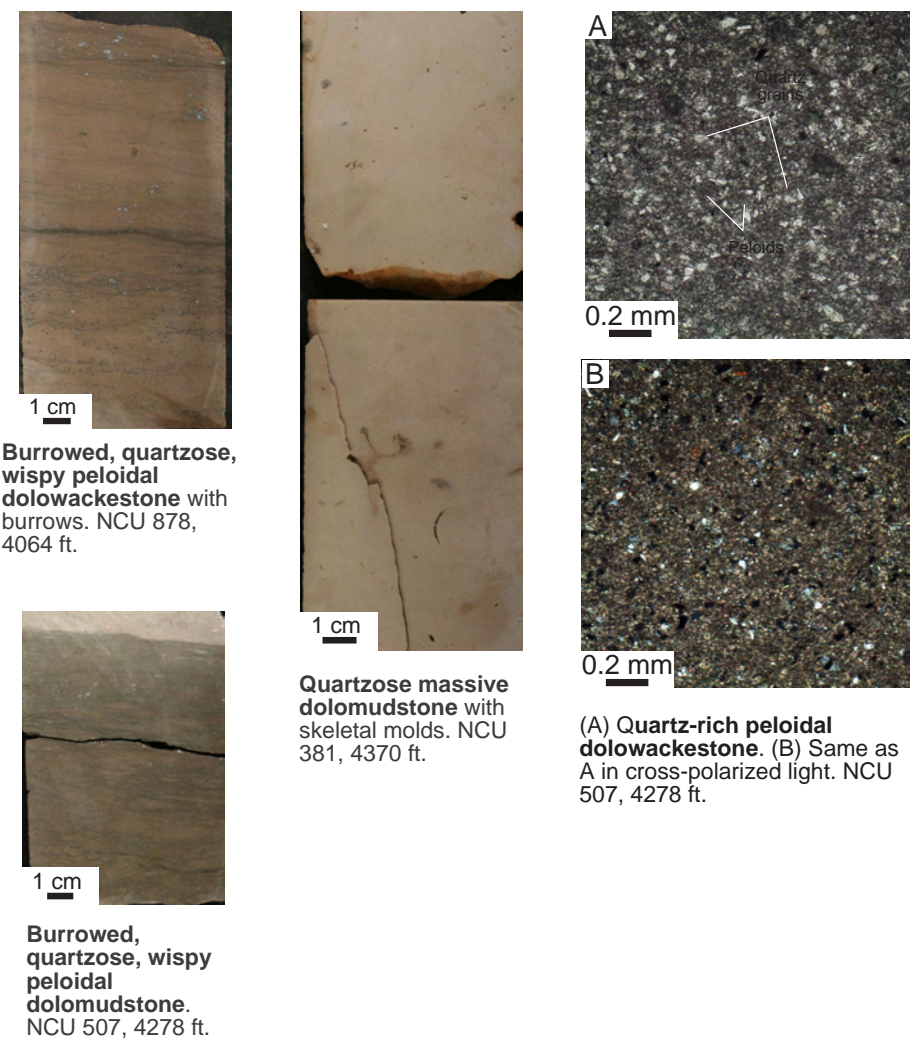 1 cm
Burrowed, quartzose,
wispy peloidal
dolowackestone with
burrows. NCU 878,
4064 ft.
1 cm
Burrowed,
quartzose, wispy
peloidal
dolomudstone.
NCU 507, 4278 ft.
1 cm
Quartzose massive
dolomudstone with
skeletal molds. NCU
381, 4370 ft.
A
Quartz
grains
Peloids
0.2 mm
B
0.2 mm
(A) Quartz-rich peloidal
dolowackestone. (B) Same as
A in cross-polarized light. NCU
507, 4278 ft.